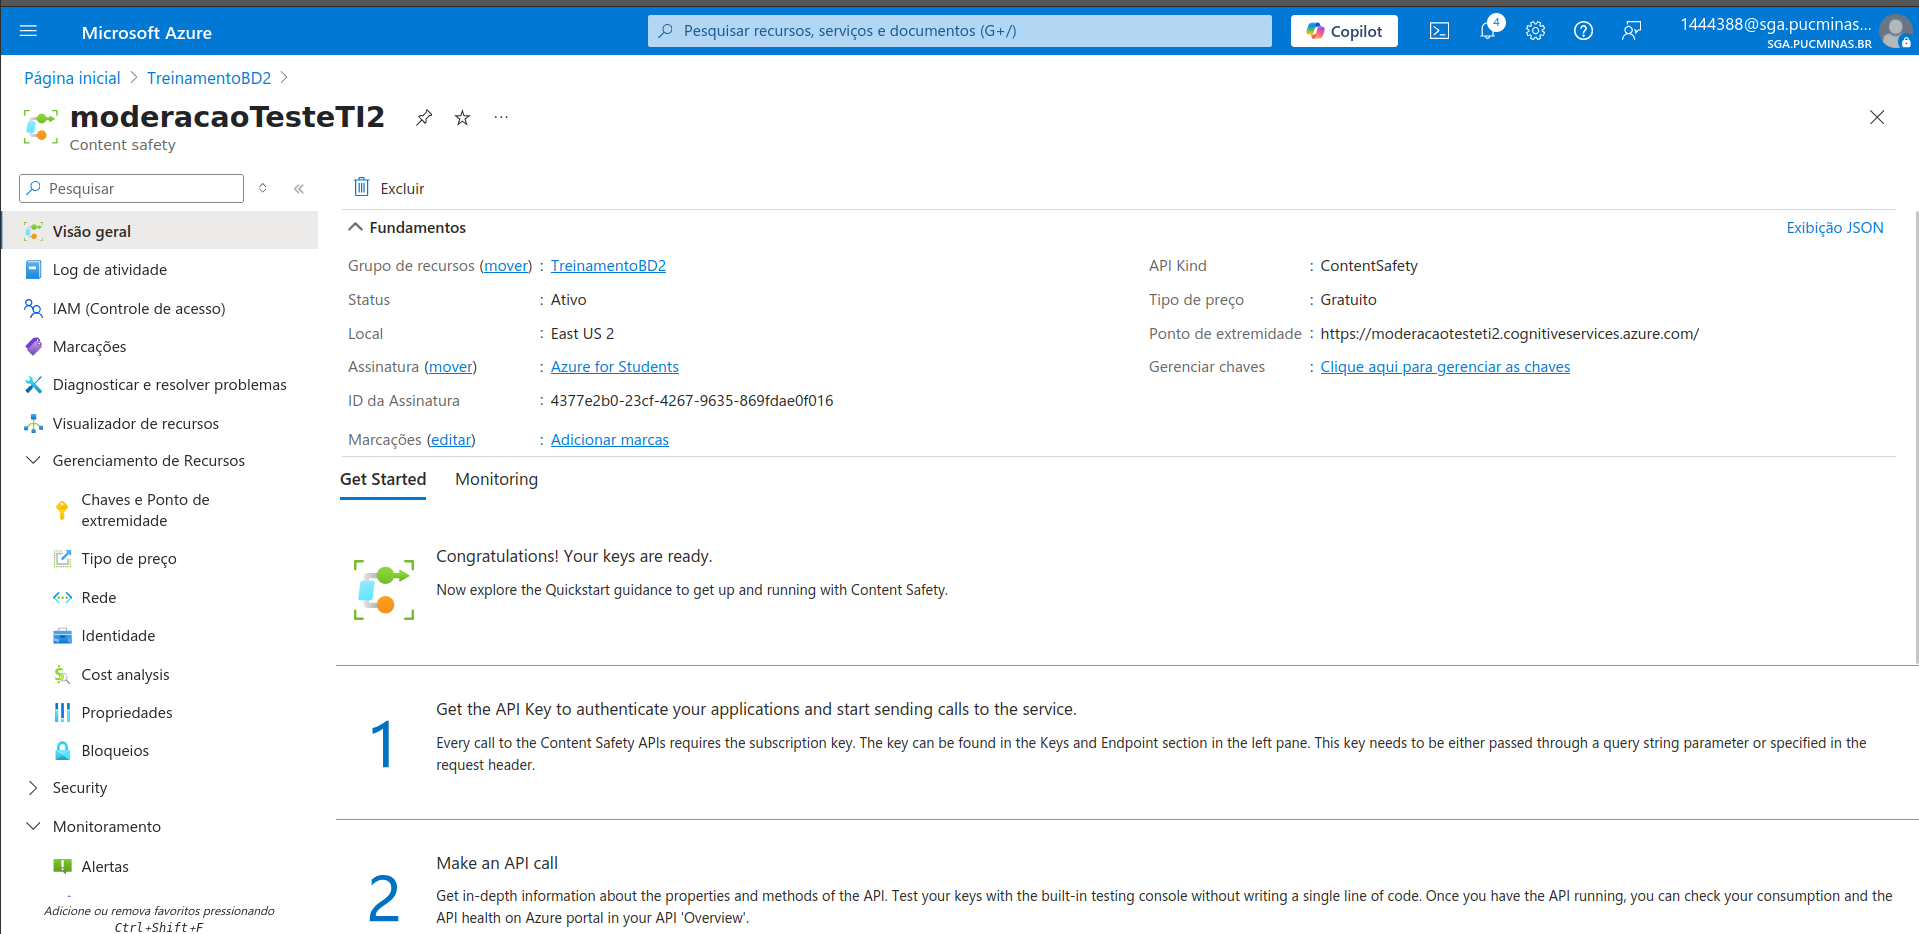 Microsoft Azure
Pesquisar recursos, serviços e documentos (G+/)
Copilot
4
1444388@sga.pucminas...
SGA.PUCMINAS.BR
Página inicial > TreinamentoBD2 >
moderacaoTesteTI2
...
Content safety
Pesquisar
Excluir
Visão geral
Log de atividade
IAM (Controle de acesso)
Marcações
Diagnosticar e resolver problemas
Visualizador de recursos
Gerenciamento de Recursos
Chaves e Ponto de
extremidade
Tipo de preço
Rede
Identidade
Cost analysis
Propriedades
Bloqueios
Security
Monitoramento
Alertas
Adicione ou remova favoritos pressionando
Ctrl+Shift+F
Fundamentos
Exibição JSON
Grupo de recursos (mover) : TreinamentoBD2
Status : Ativo
Local : East US 2
Assinatura (mover) : Azure for Students
ID da Assinatura : 4377e2b0-23cf-4267-9635-869fdae0f016
Marcações (editar) : Adicionar marcas
API Kind : ContentSafety
Tipo de preço : Gratuito
Ponto de extremidade : https://moderacaotesteti2.cognitiveservices.azure.com/
Gerenciar chaves : Clique aqui para gerenciar as chaves
Get Started
Monitoring
Congratulations! Your keys are ready.
Now explore the Quickstart guidance to get up and running with Content Safety.
1
Get the API Key to authenticate your applications and start sending calls to the service.
Every call to the Content Safety APIs requires the subscription key. The key can be found in the Keys and Endpoint section in the left pane. This key needs to be either passed through a query string parameter or specified in the
request header.
2
Make an API call
Get in-depth information about the properties and methods of the API. Test your keys with the built-in testing console without writing a single line of code. Once you have the API running, you can check your consumption and the
API health on Azure portal in your API 'Overview'.